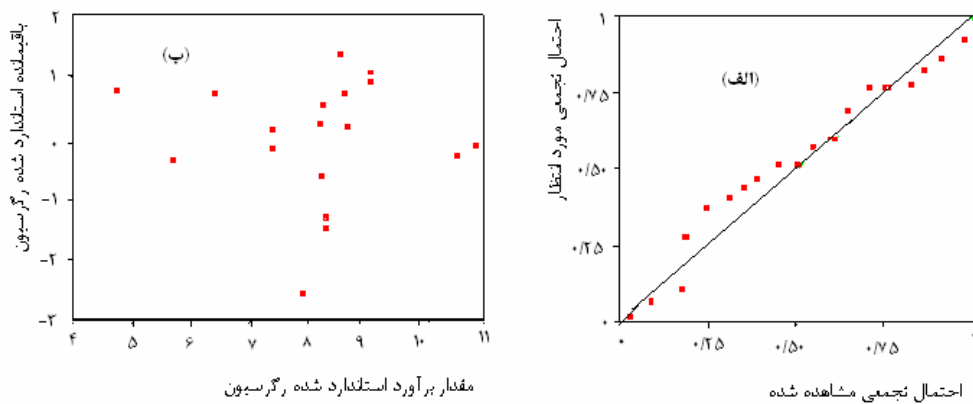 احتمال تجمعی مورد انتظار
(الف)
۱
۰/۷۵
۰/۵۰
۰/۲۵
۰
۰ ۰/۲۵ ۰/۵۰ ۰/۷۵
احتمال تجمعی مشاهده شده
باقیمانده استاندارد شده رگرسیون
(ب)
۲
۱
۰
−۱
−۲
−۳
۴ ۵ ۶ ۷ ۸ ۹ ۱۰ ۱۱
مقدار برآورد استاندارد شده رگرسیون